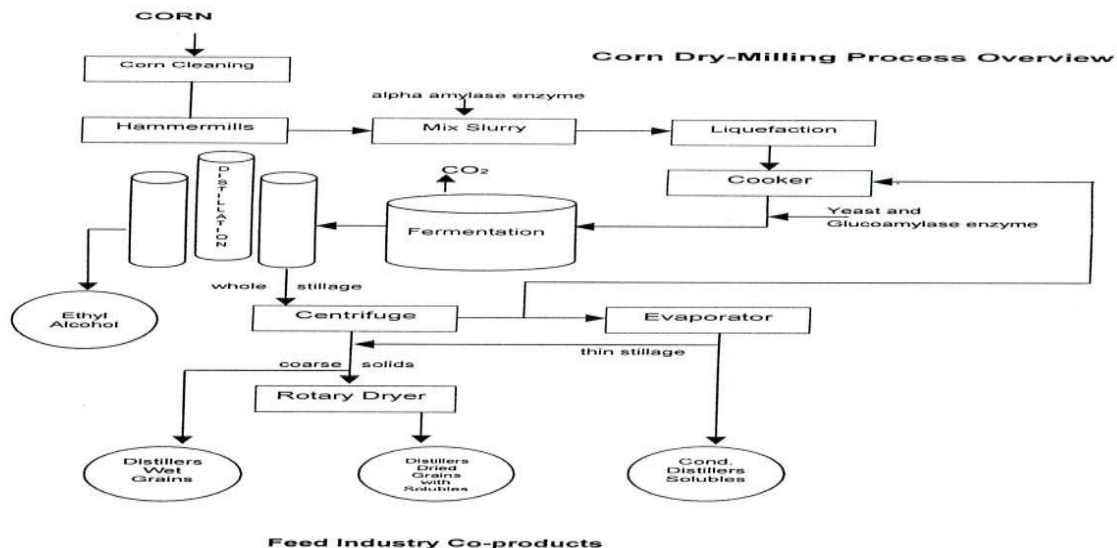 CORN
Corn Cleaning
Corn Dry-Milling Process Overview
alpha amylase enzyme
Hammermills
Mix Slurry
Liquefaction
DISTILLATION
CO₂
Cooker
Yeast and
Glucoamylase enzyme
Fermentation
whole stillage
Ethyl
Alcohol
Centrifuge
Evaporator
thin stillage
coarse solids
Rotary Dryer
Distillers
Wet
Grains
Distillers
Dried
Grains
with
Solubles
Cond.
Distillers
Solubles
Feed Industry Co-products